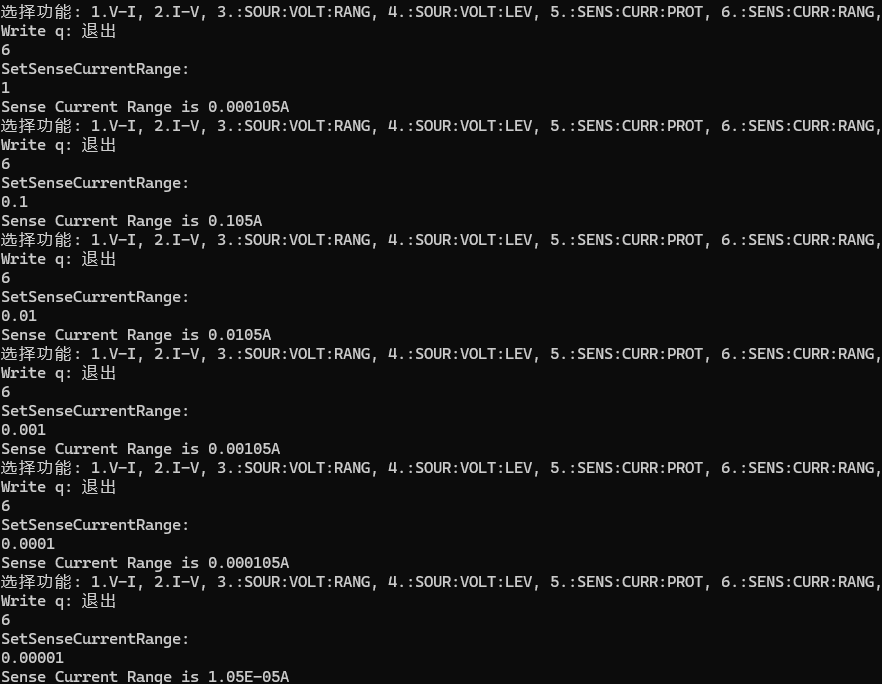 选择功能: 1.V-I, 2.I-V, 3.:SOUR:VOLT:RANG, 4.:SOUR:VOLT:LEV, 5.:SENS:CURR:PROT, 6.:SENS:CURR:RANG,
Write q: 退出
6
SetSenseCurrentRange:
1
Sense Current Range is 0.000105A
选择功能: 1.V-I, 2.I-V, 3.:SOUR:VOLT:RANG, 4.:SOUR:VOLT:LEV, 5.:SENS:CURR:PROT, 6.:SENS:CURR:RANG,
Write q: 退出
6
SetSenseCurrentRange:
0.1
Sense Current Range is 0.105A
选择功能: 1.V-I, 2.I-V, 3.:SOUR:VOLT:RANG, 4.:SOUR:VOLT:LEV, 5.:SENS:CURR:PROT, 6.:SENS:CURR:RANG,
Write q: 退出
6
SetSenseCurrentRange:
0.01
Sense Current Range is 0.0105A
选择功能: 1.V-I, 2.I-V, 3.:SOUR:VOLT:RANG, 4.:SOUR:VOLT:LEV, 5.:SENS:CURR:PROT, 6.:SENS:CURR:RANG,
Write q: 退出
6
SetSenseCurrentRange:
0.001
Sense Current Range is 0.00105A
选择功能: 1.V-I, 2.I-V, 3.:SOUR:VOLT:RANG, 4.:SOUR:VOLT:LEV, 5.:SENS:CURR:PROT, 6.:SENS:CURR:RANG,
Write q: 退出
6
SetSenseCurrentRange:
0.0001
Sense Current Range is 0.000105A
选择功能: 1.V-I, 2.I-V, 3.:SOUR:VOLT:RANG, 4.:SOUR:VOLT:LEV, 5.:SENS:CURR:PROT, 6.:SENS:CURR:RANG,
Write q: 退出
6
SetSenseCurrentRange:
0.00001
Sense Current Range is 1.05E-05A